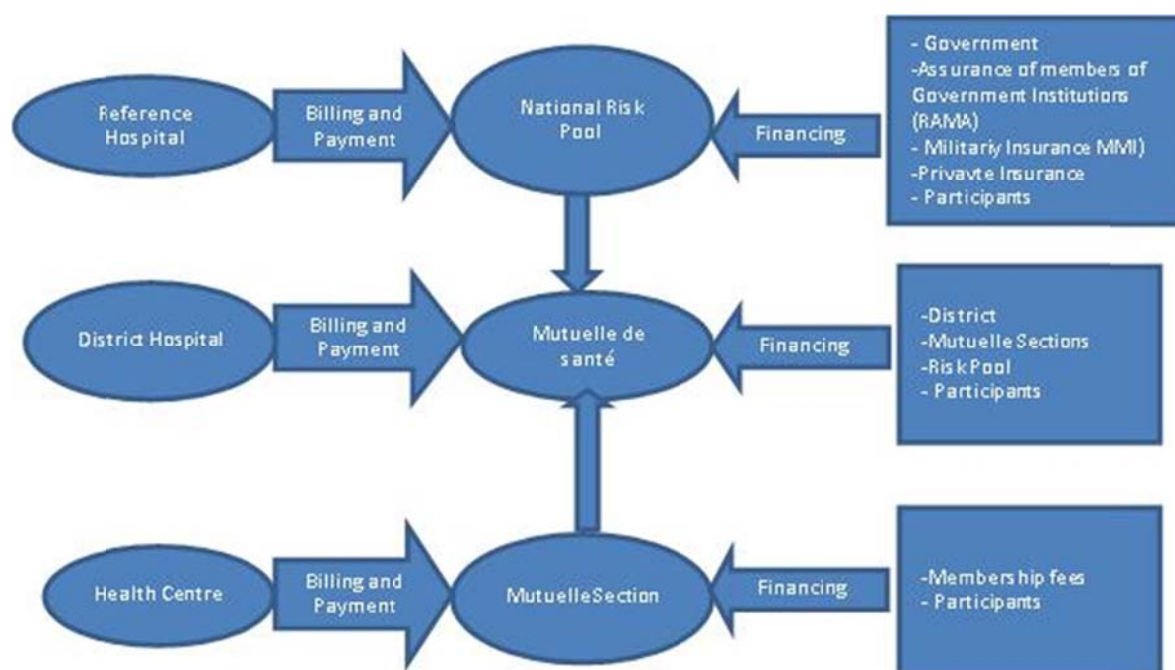 Reference
Hospital
Billing and
Payment
National Risk
Pool
Financing
- Government
-Assurance of members of
Government Institutions
(RAMA)
- Militariy Insurance MMI)
-Privavte Insurance
- Participants
District Hospital
Billing and
Payment
Mutuelle de
santé
Financing
-District
-Mutuelle Sections
-Risk Pool
- Participants
Health Centre
Billing and
Payment
Mutuelle Section
Financing
-Membership fees
- Participants